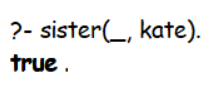 ?- sister(_, kate).
true .